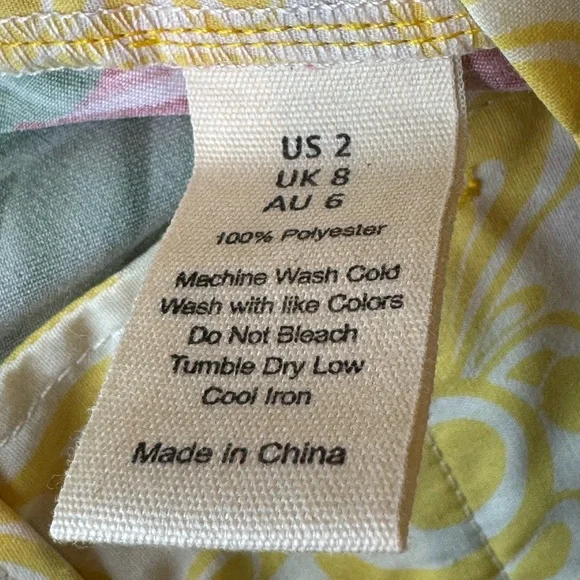 US 2
UK 8
AU 6
100% Polyester
Machine Wash Cold
Wash with like Colors
Do Not Bleach
Tumble Dry Low
Cool Iron
Made in China